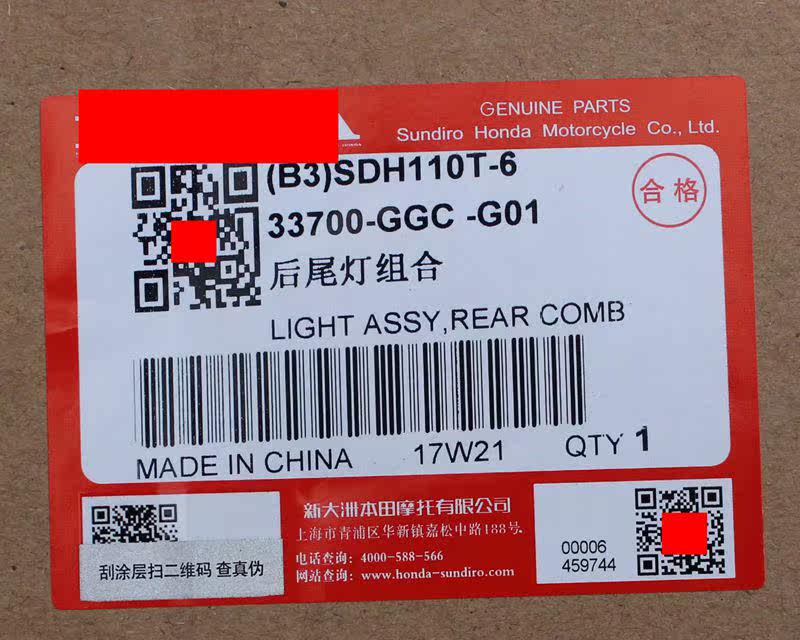 GENUINE PARTS
Sundiro Honda Motorcycle Co., Ltd.
(B3)SDH110T-6
合格
33700-GGC -G01
后尾灯组合
LIGHT ASSY,REAR COMB
MADE IN CHINA 17W21 QTY 1
刮涂层扫二维码 查真伪
新大洲本田摩托有限公司
上海市青浦区华新镇嘉松中路188号
电话查询: 4000-588-566
网站查询: www.honda-sundiro.com
00006
459744